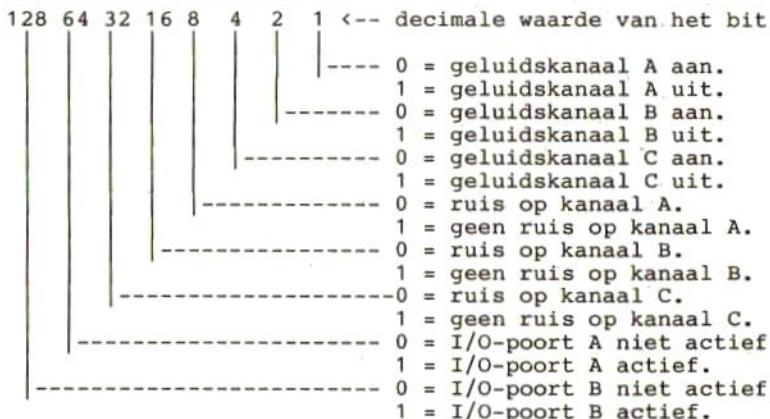 128 64 32 16 8 4 2 1 <-- decimale waarde van het bit
---- 0 = geluidskanaal A aan.
1 = geluidskanaal A uit.
--------- 0 = geluidskanaal B aan.
1 = geluidskanaal B uit.
------------- 0 = geluidskanaal C aan.
1 = geluidskanaal C uit.
----------------- 0 = ruis op kanaal A.
1 = geen ruis op kanaal A.
--------------------- 0 = ruis op kanaal B.
1 = geen ruis op kanaal B.
--------------------------0 = ruis op kanaal C.
1 = geen ruis op kanaal C.
----------------------------- 0 = I/O-poort A niet actief
1 = I/O-poort A actief.
--------------------------------- 0 = I/O-poort B niet actief
1 = I/O-poort B actief.